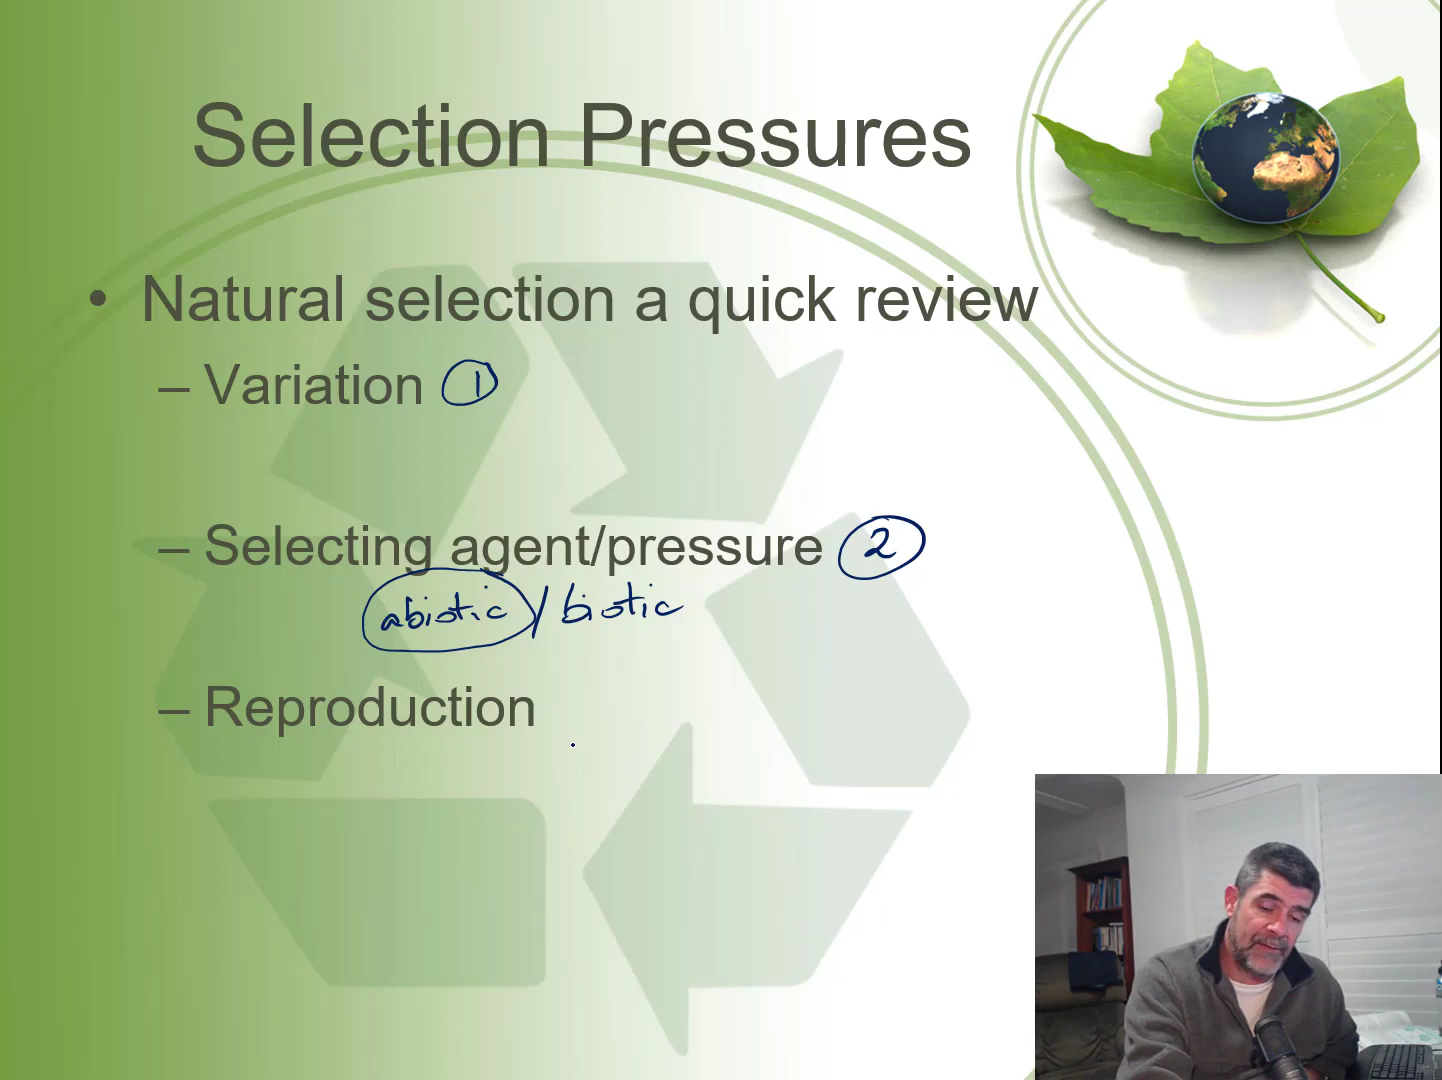 Selection Pressures
• Natural selection a quick review
– Variation ①
– Selecting agent/pressure ②
abiotic / biotic
– Reproduction